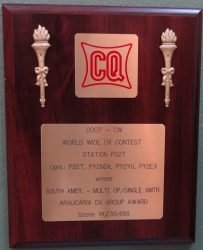 CQ
2007 - CW
WORLD WIDE DX CONTEST
STATION PS2T
Oprs.: PS2T, PY2NDX, PY2YU, PY2EX
winner
SOUTH AMER. - MULTI OP./SINGLE XMTR.
ARAUCARIA DX GROUP AWARD
Score: 14,239,493